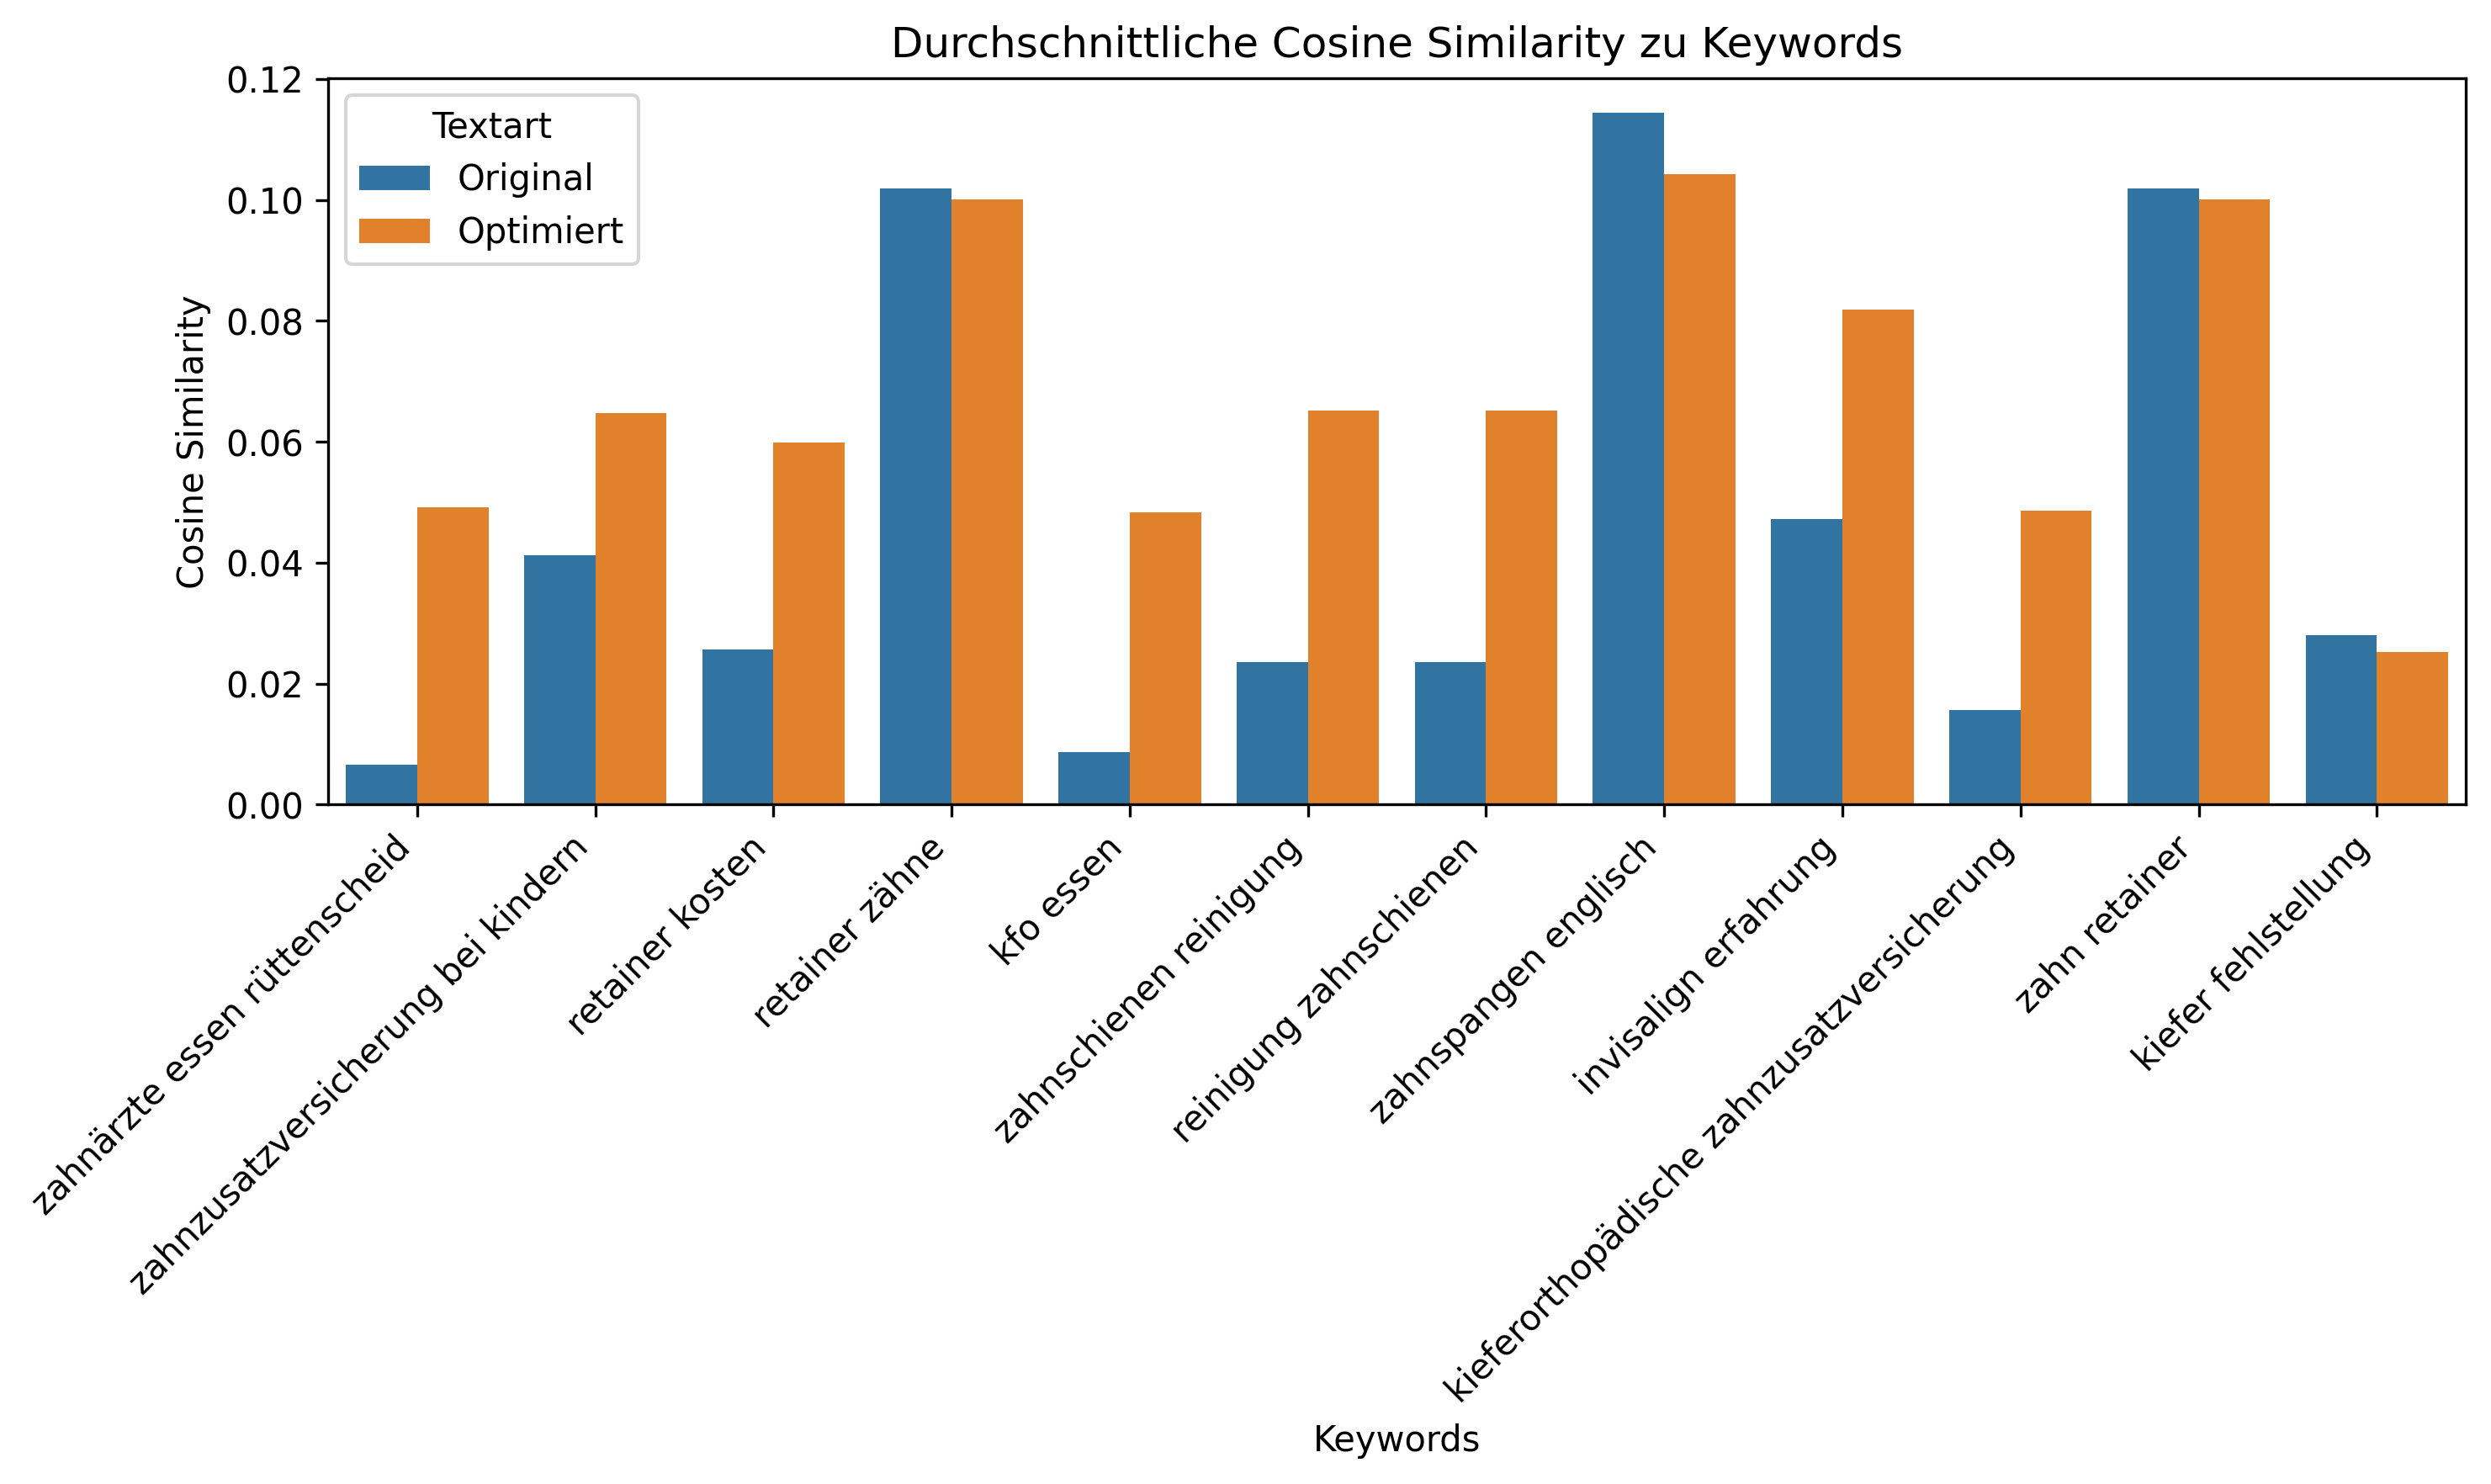 Durchschnittliche Cosine Similarity zu Keywords
Textart
Original
Optimiert
Cosine Similarity
0.12
0.10
0.08
0.06
0.04
0.02
0.00
zahnärzte essen rüttenscheid
zahnzusatzversicherung bei kindern
retainer kosten
retainer zähne
kfo essen
zahnschienen reinigung
reinigung zahnschienen
zahnspangen englisch
invisalign erfahrung
kieferorthopädische zahnzusatzversicherung
zahn retainer
kiefer fehlstellung
Keywords